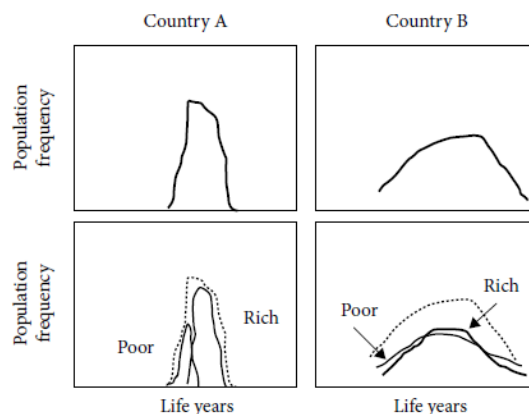 Country A
Country B
Population
frequency
Population
frequency
Poor
Rich
Poor
Rich
Life years
Life years